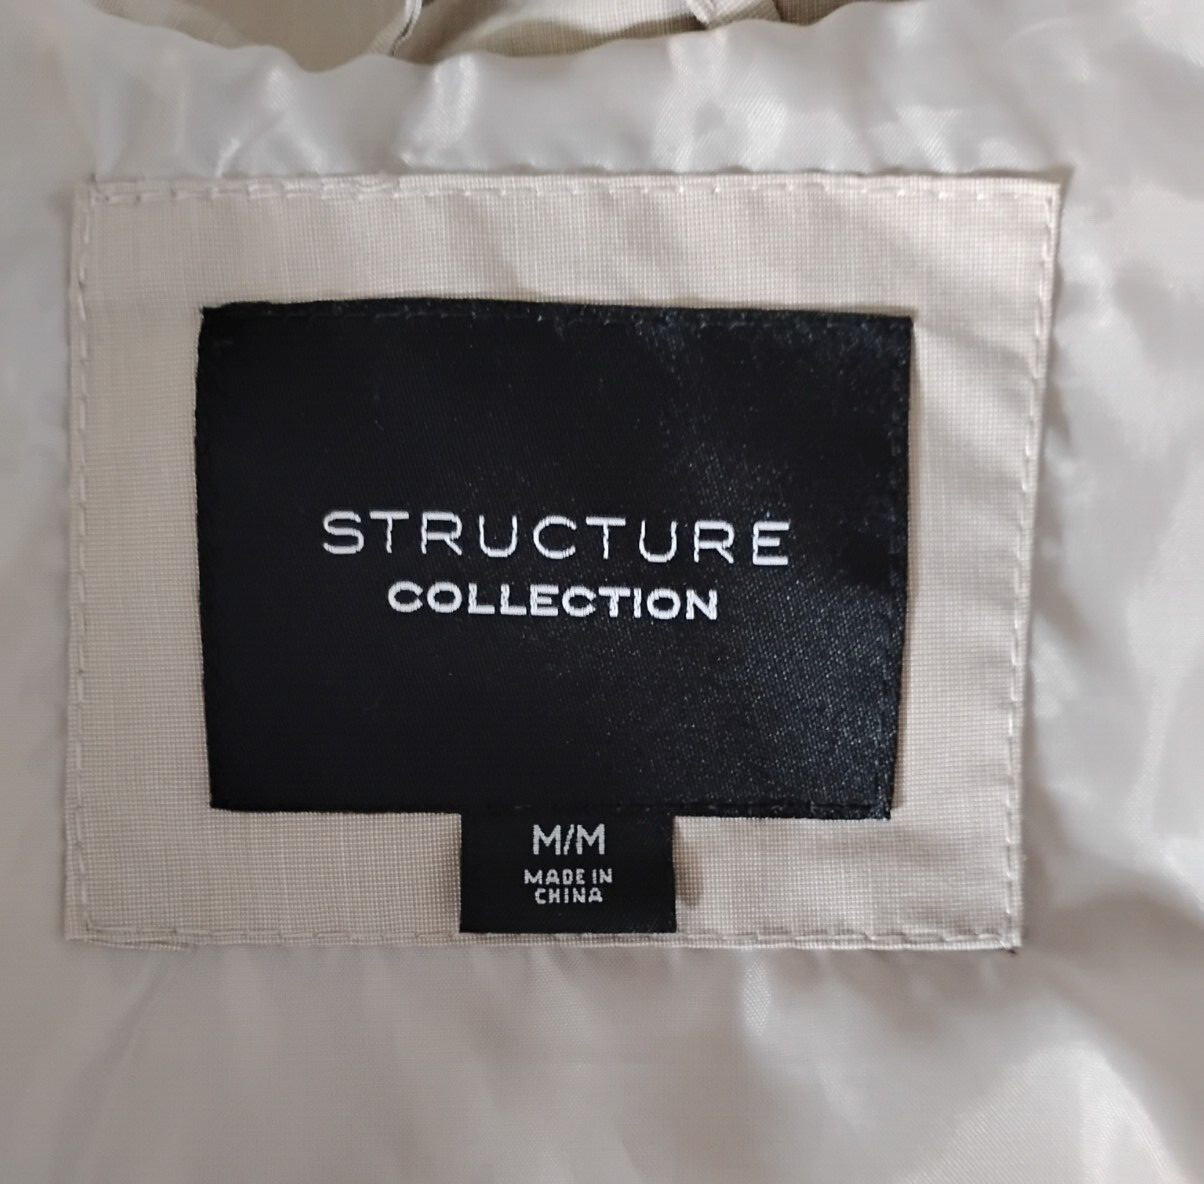 STRUCTURE
COLLECTION
M/M
MADE IN
CHINA